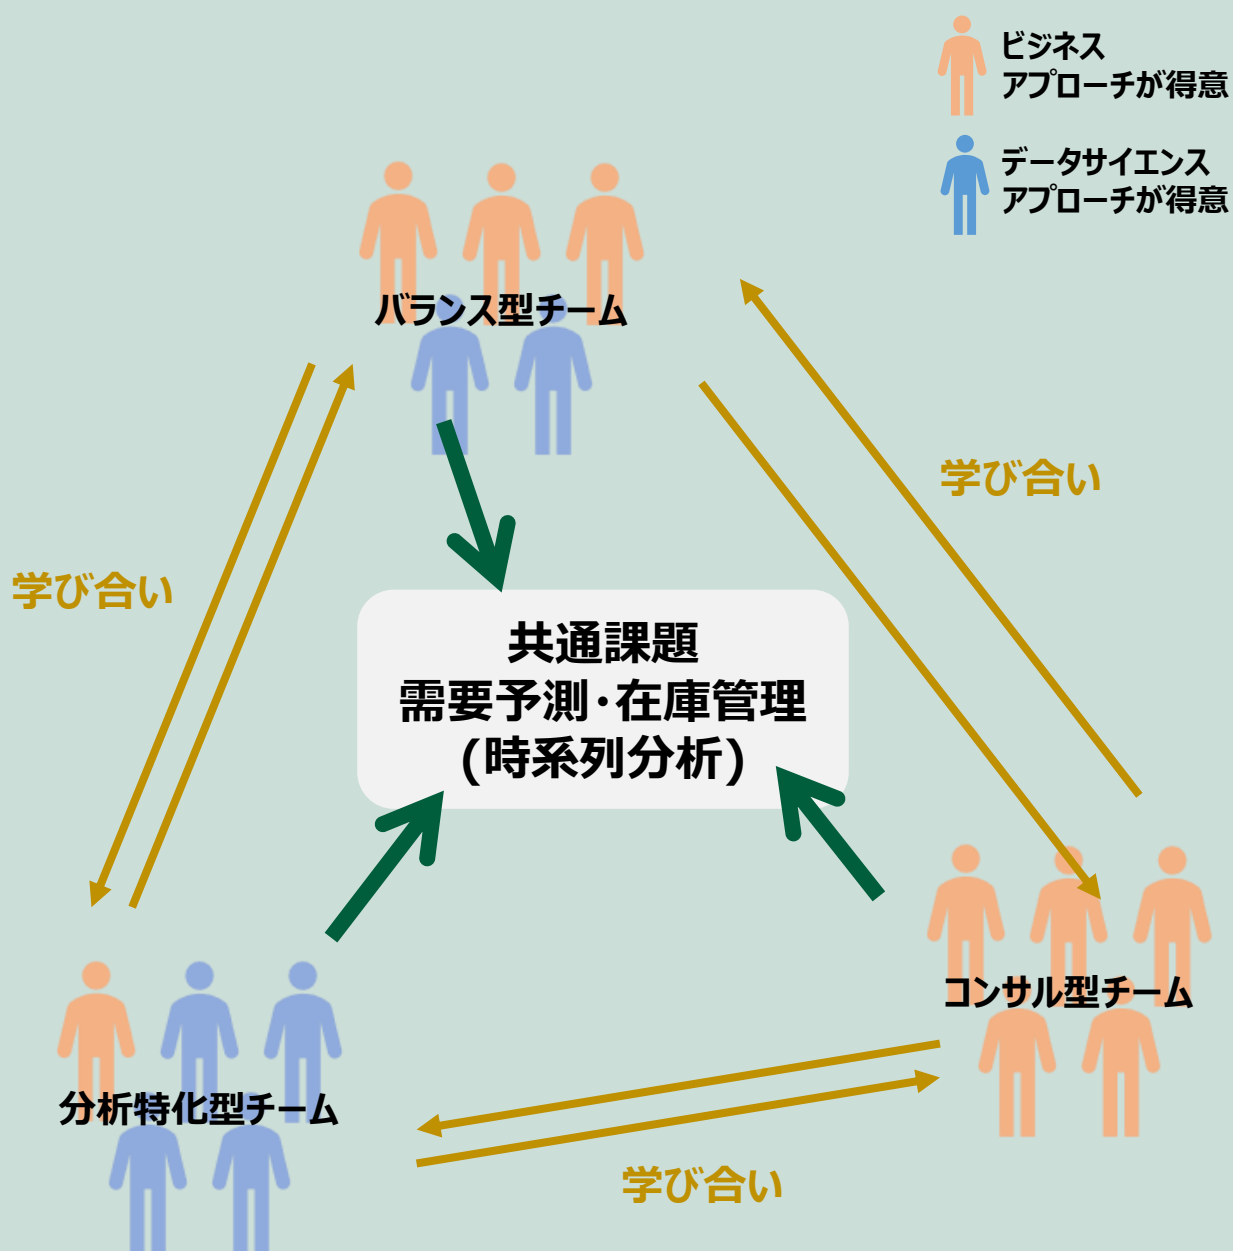 ビジネス
アプローチが得意
データサイエンス
アプローチが得意
バランス型チーム
学び合い
学び合い
共通課題
需要予測・在庫管理
(時系列分析)
コンサル型チーム
分析特化型チーム
学び合い